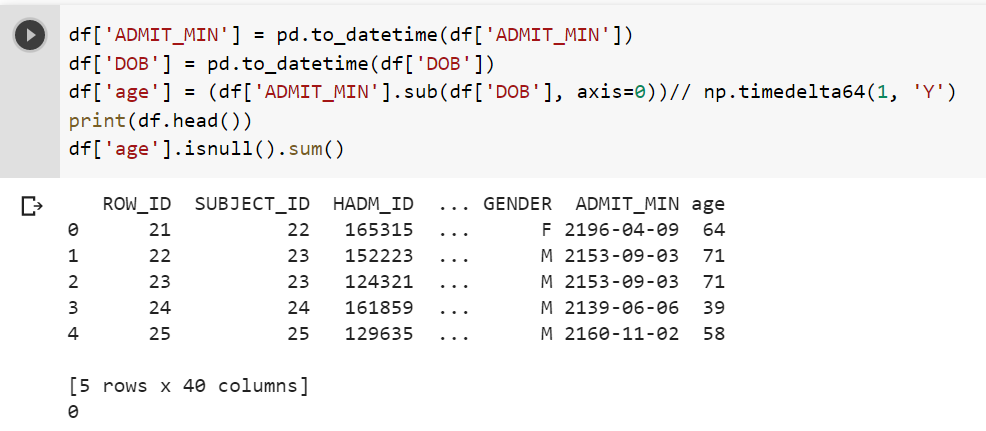 df['ADMIT_MIN'] = pd.to_datetime(df['ADMIT_MIN'])
df['DOB'] = pd.to_datetime(df['DOB'])
df['age'] = (df['ADMIT_MIN'].sub(df['DOB'], axis=0))// np.timedelta64(1, 'Y')
print(df.head())
df['age'].isnull().sum()
   ROW_ID  SUBJECT_ID  HADM_ID  ... GENDER  ADMIT_MIN age
0      21          22   165315  ...      F 2196-04-09  64
1      22          23   152223  ...      M 2153-09-03  71
2      23          23   124321  ...      M 2153-09-03  71
3      24          24   161859  ...      M 2139-06-06  39
4      25          25   129635  ...      M 2160-11-02  58
[5 rows x 40 columns]
0